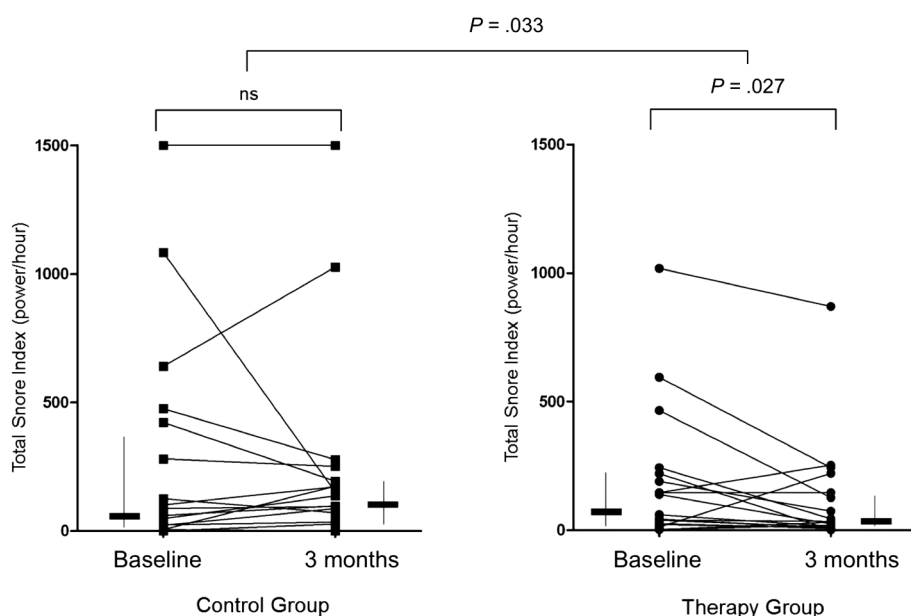 P = .033
ns
P = .027
Total Snore Index (power/hour)
1500
1000
500
0
Baseline
3 months
Control Group
Total Snore Index (power/hour)
1500
1000
500
0
Baseline
3 months
Therapy Group